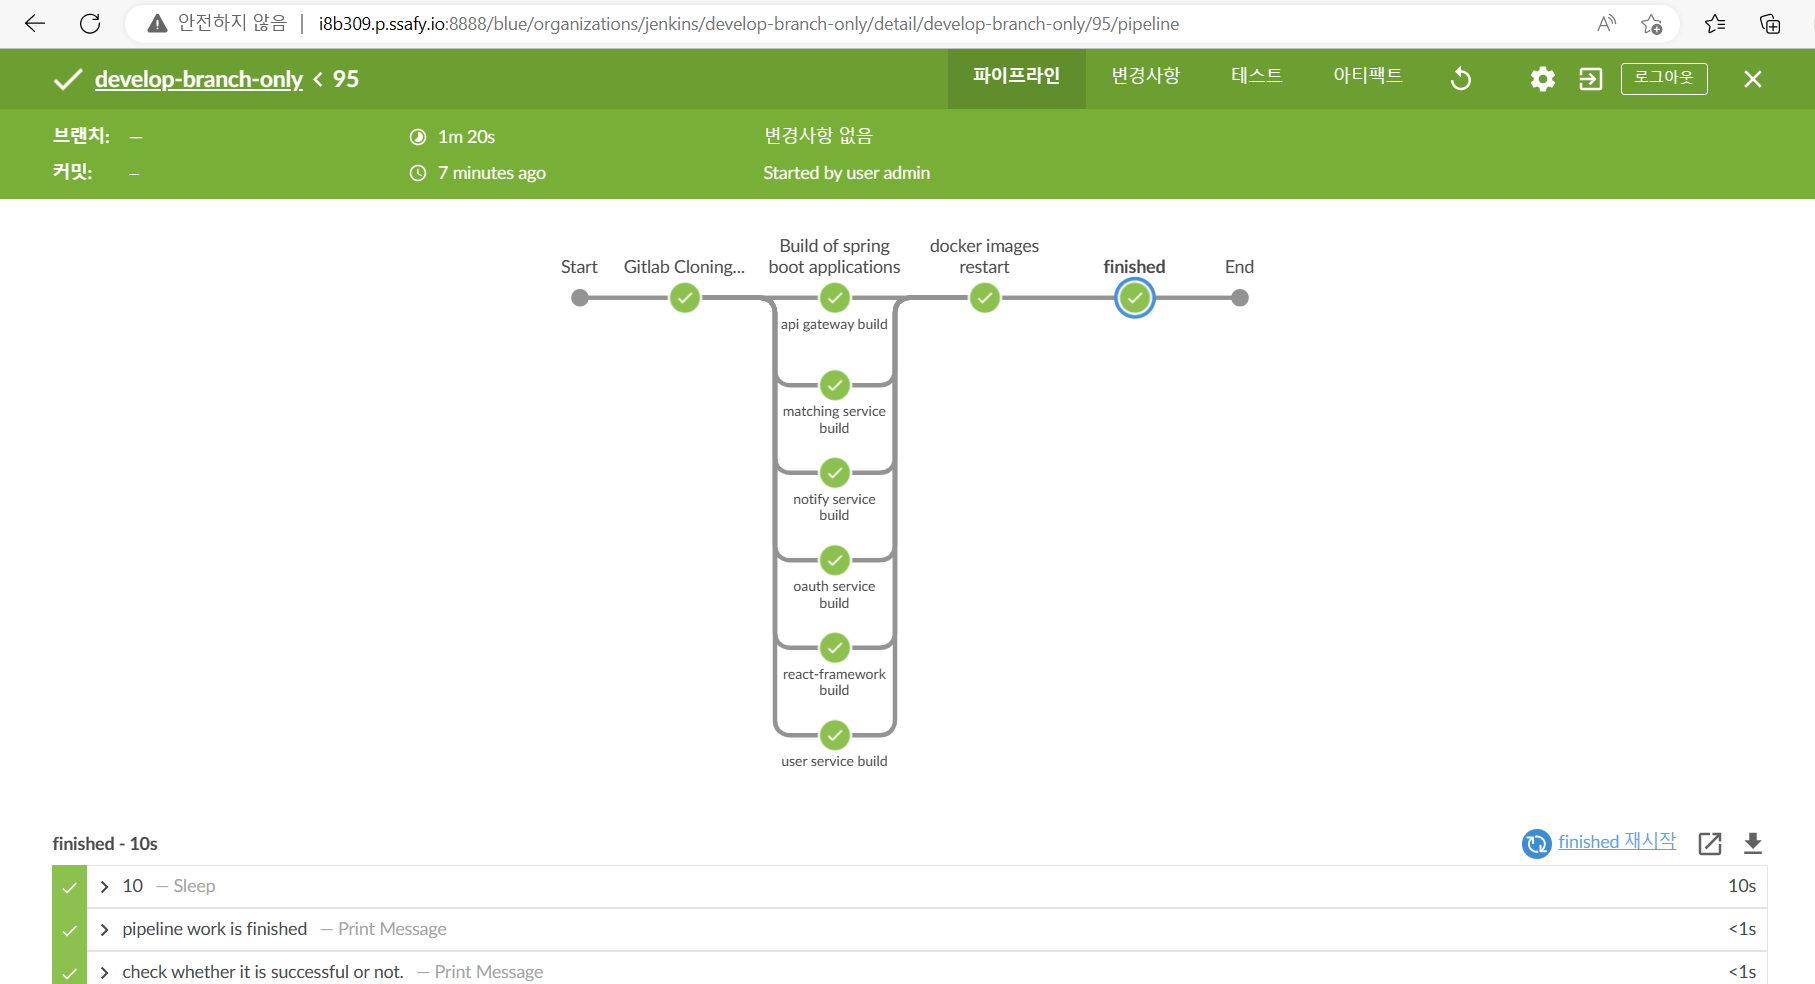 안전하지 않음 | i8b309.p.ssafy.io:8888/blue/organizations/jenkins/develop-branch-only/detail/develop-branch-only/95/pipeline
develop-branch-only < 95
파이프라인 변경사항 테스트 아티팩트 로그아웃
브랜치: — 1m 20s 변경사항 없음
커밋: – 7 minutes ago Started by user admin
Build of spring docker images
Start Gitlab Cloning... boot applications restart finished End
api gateway build
matching service
build
notify service
build
oauth service
build
react-framework
build
user service build
finished - 10s finished 재시작
10 — Sleep 10s
pipeline work is finished — Print Message <1s
check whether it is successful or not. — Print Message <1s